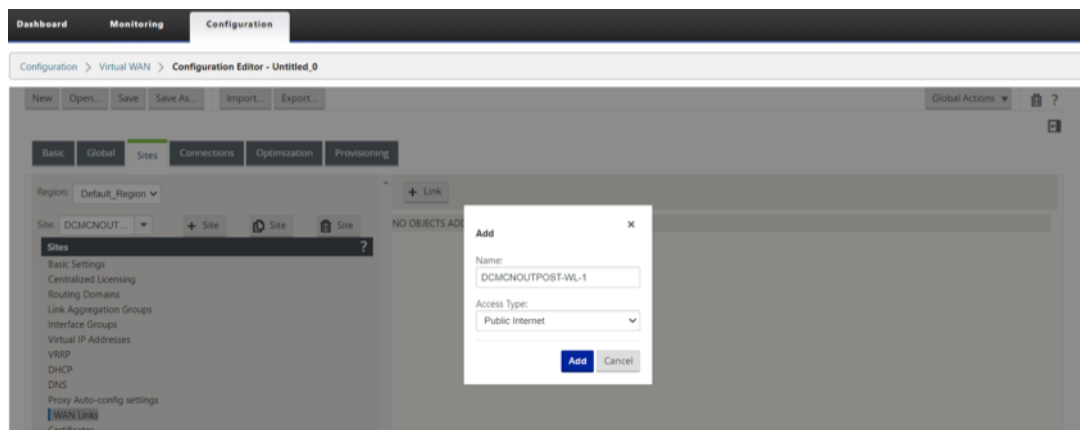 Dashboard Monitoring Configuration
Configuration > Virtual WAN > Configuration Editor - Untitled_0
New Open... Save Save As... Import... Export... Global Actions ?
Basic Global Sites Connections Optimization Provisioning
Region: Default_Region
+ Link
Site: DCMCNOUT... + Site Site Site
NO OBJECTS ADD
Sites ?
Basic Settings
Centralized Licensing
Routing Domains
Link Aggregation Groups
Interface Groups
Virtual IP Addresses
VRRP
DHCP
DNS
Proxy Auto-config settings
WAN Links
Certificates
Add ×
Name:
DCMCNOUTPOST-WL-1
Access Type:
Public Internet
Add Cancel